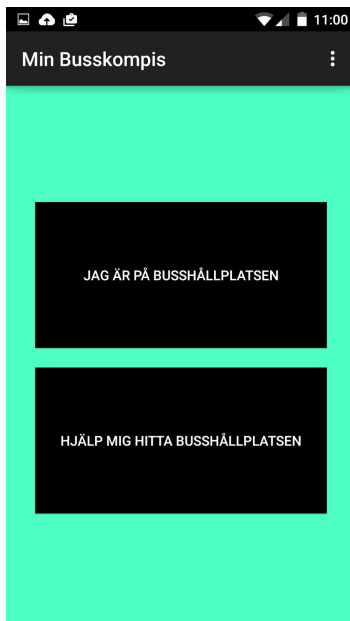 11:00
Min Busskompis
JAG ÄR PÅ BUSSHÅLLPLATSEN
HJÄLP MIG HITTA BUSSHÅLLPLATSEN